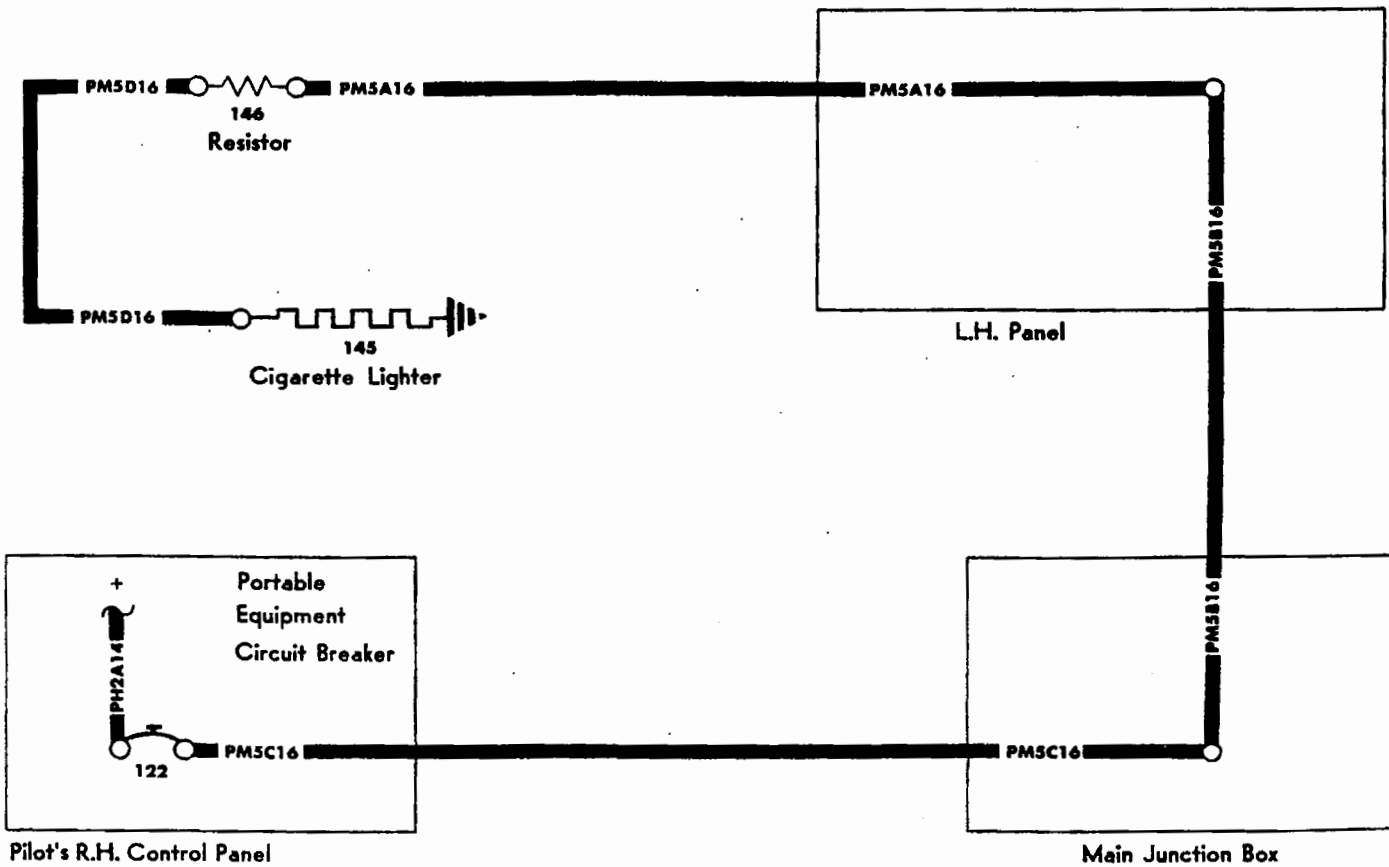 PM5D16
146
Resistor
PM5A16
PM5A16
PM5B16
L.H. Panel
PM5D16
145
Cigarette Lighter
+
Portable
Equipment
Circuit Breaker
PH2A14
122
PM5C16
PM5C16
PM5B16
Pilot's R.H. Control Panel
Main Junction Box